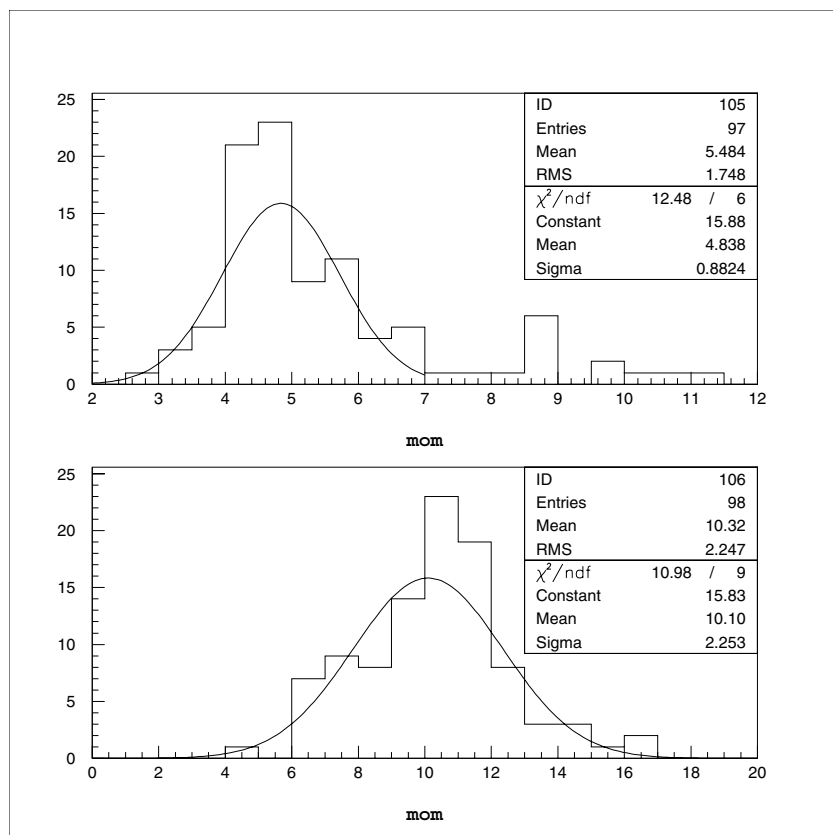 25
20
15
10
5
0
2 3 4 5 6 7 8 9 10 11 12
mom
ID 105
Entries 97
Mean 5.484
RMS 1.748
χ²/ndf 12.48 / 6
Constant 15.88
Mean 4.838
Sigma 0.8824
25
20
15
10
5
0
0 2 4 6 8 10 12 14 16 18 20
mom
ID 106
Entries 98
Mean 10.32
RMS 2.247
χ²/ndf 10.98 / 9
Constant 15.83
Mean 10.10
Sigma 2.253